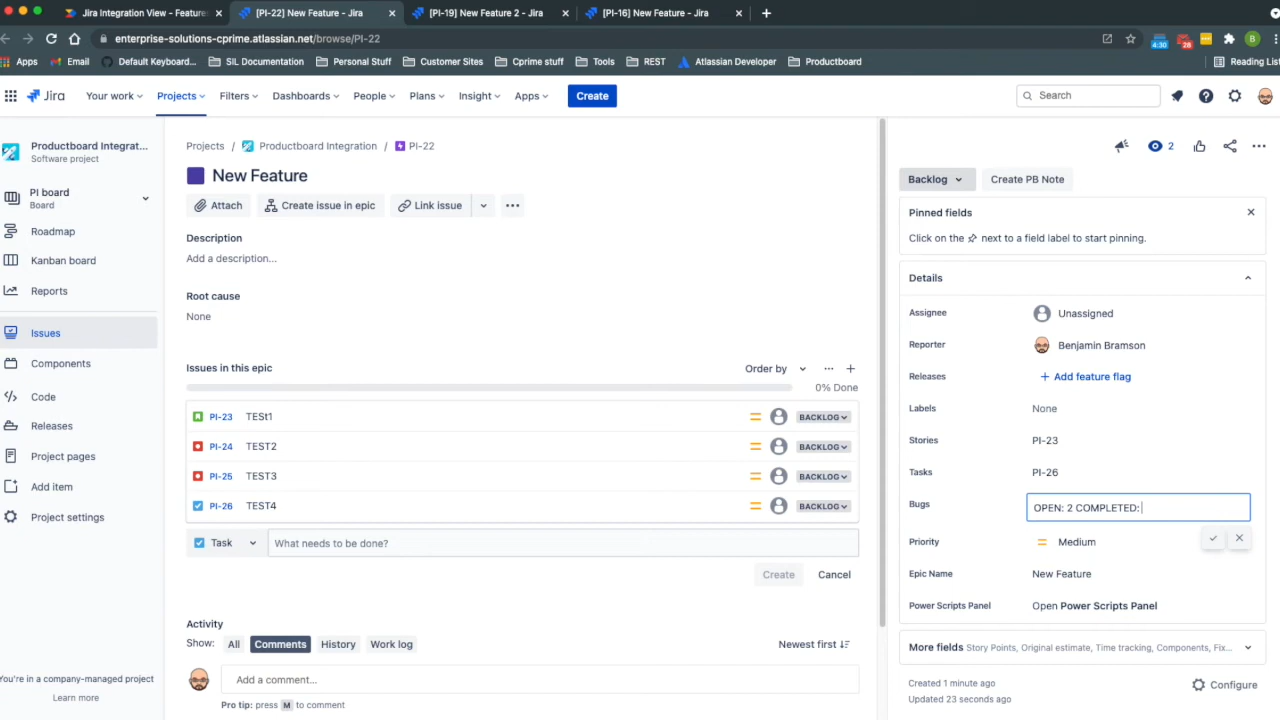 Jira Integration View - Feature
[PI-22] New Feature - Jira
[PI-19] New Feature 2 - Jira
[PI-16] New Feature - Jira
enterprise-solutions-cprime.atlassian.net/browse/PI-22
4:30
26
B
Apps
Email
Default Keyboard...
SIL Documentation
Personal Stuff
Customer Sites
Cprime stuff
Tools
REST
Atlassian Developer
Productboard
Reading List
Jira
Your work
Projects
Filters
Dashboards
People
Plans
Insight
Apps
Create
Search
Productboard Integrat...
Software project
PI board
Board
Roadmap
Kanban board
Reports
Issues
Components
Code
Releases
Project pages
Add item
Project settings
You're in a company-managed project
Learn more
Projects / Productboard Integration / PI-22
New Feature
Attach
Create issue in epic
Link issue
Description
Add a description...
Root cause
None
Issues in this epic
Order by
0% Done
PI-23 TESt1 BACKLOG
PI-24 TEST2 BACKLOG
PI-25 TEST3 BACKLOG
PI-26 TEST4 BACKLOG
Task
What needs to be done?
Create
Cancel
Activity
Show:
All
Comments
History
Work log
Newest first
Add a comment...
Pro tip: press M to comment
2
Backlog
Create PB Note
Pinned fields
Click on the next to a field label to start pinning.
Details
Assignee
Unassigned
Reporter
Benjamin Bramson
Releases
+ Add feature flag
Labels
None
Stories
PI-23
Tasks
PI-26
Bugs
OPEN: 2 COMPLETED:
Priority
Medium
Epic Name
New Feature
Power Scripts Panel
Open Power Scripts Panel
More fields Story Points, Original estimate, Time tracking, Components, Fix...
Created 1 minute ago
Updated 23 seconds ago
Configure